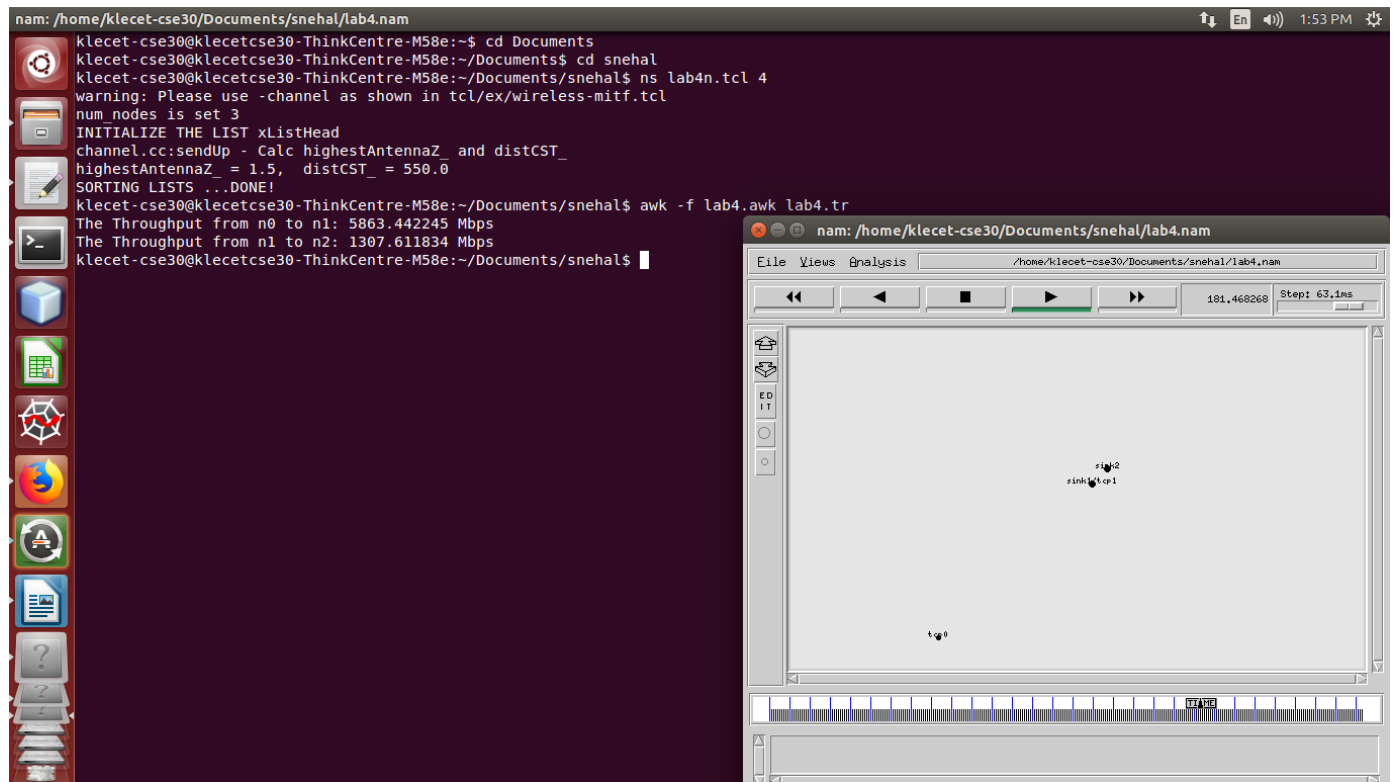 nam: /home/klecet-cse30/Documents/snehal/lab4.nam
En 1:53 PM
klecet-cse30@klecetcse30-ThinkCentre-M58e:~$ cd Documents
klecet-cse30@klecetcse30-ThinkCentre-M58e:~/Documents$ cd snehal
klecet-cse30@klecetcse30-ThinkCentre-M58e:~/Documents/snehal$ ns lab4n.tcl 4
warning: Please use -channel as shown in tcl/ex/wireless-mitf.tcl
num_nodes is set 3
INITIALIZE THE LIST xListHead
channel.cc:sendUp - Calc highestAntennaZ_ and distCST_
highestAntennaZ_ = 1.5,  distCST_ = 550.0
SORTING LISTS ...DONE!
klecet-cse30@klecetcse30-ThinkCentre-M58e:~/Documents/snehal$ awk -f lab4.awk lab4.tr
The Throughput from n0 to n1: 5863.442245 Mbps
The Throughput from n1 to n2: 1307.611834 Mbps
klecet-cse30@klecetcse30-ThinkCentre-M58e:~/Documents/snehal$
nam: /home/klecet-cse30/Documents/snehal/lab4.nam
File Views Analysis /home/klecet-cse30/Documents/snehal/lab4.nam
181.468268 Step: 63.1ms
ED
IT
sink2
sink1/tcp1
tcp0
TIME